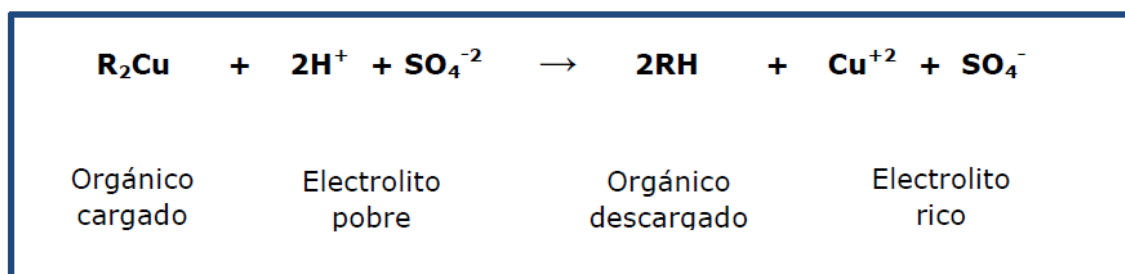 R₂Cu + 2H⁺ + SO₄⁻² → 2RH + Cu⁺² + SO₄⁻
Orgánico Electrolito Orgánico Electrolito
cargado pobre descargado rico